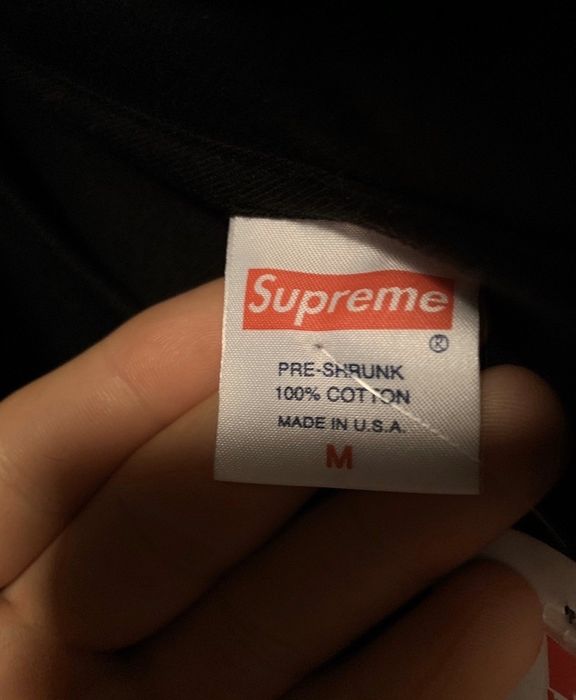 Supreme
®
PRE-SHRUNK
100% COTTON
MADE IN U.S.A.
M